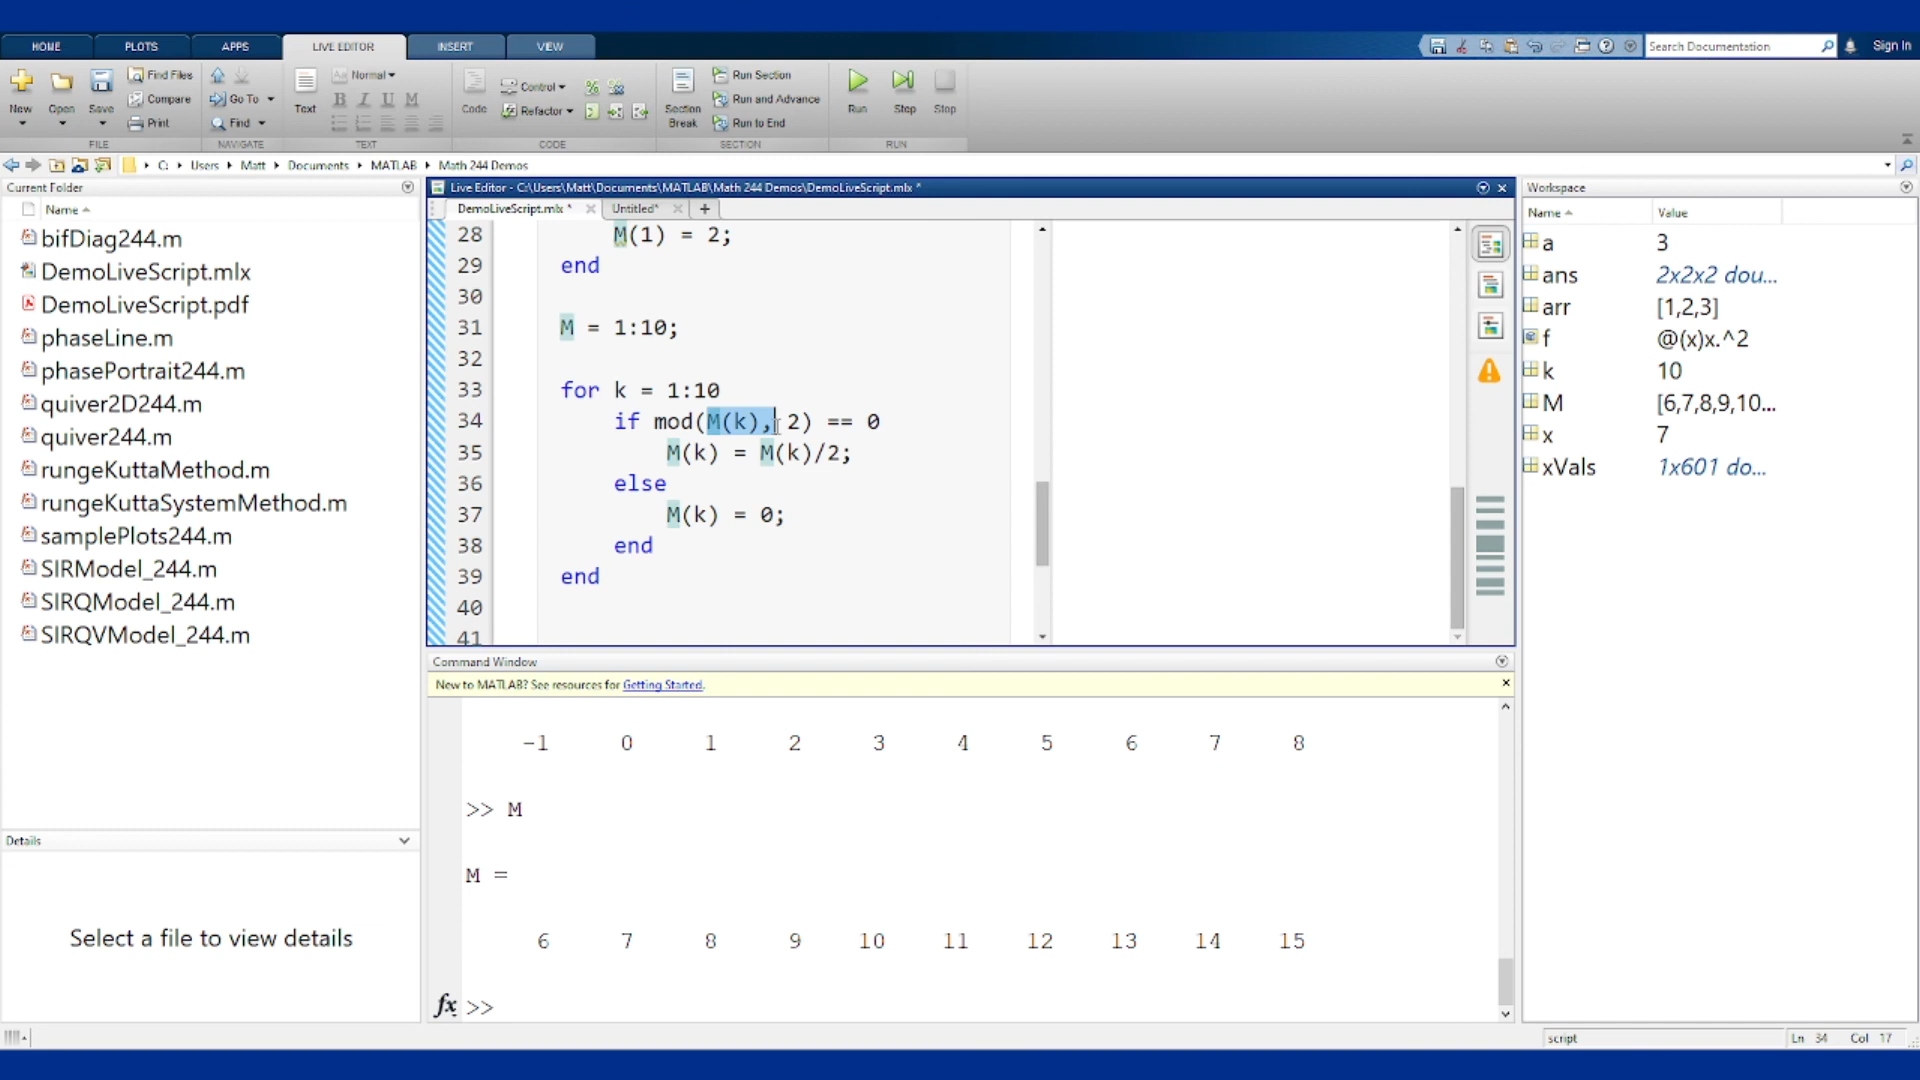 HOME PLOTS APPS LIVE EDITOR INSERT VIEW Search Documentation Sign In
New Open Save Find Files Compare Print
Go To Find
Text Normal B I U M
Code Control Refactor
Section Break Run Section Run and Advance Run to End
Run Step Stop
FILE NAVIGATE TEXT CODE SECTION RUN
C: Users Matt Documents MATLAB Math 244 Demos
Current Folder
Name
bifDiag244.m
DemoLiveScript.mlx
DemoLiveScript.pdf
phaseLine.m
phasePortrait244.m
quiver2D244.m
quiver244.m
rungeKuttaMethod.m
rungeKuttaSystemMethod.m
samplePlots244.m
SIRModel_244.m
SIRQModel_244.m
SIRQVModel_244.m
Details
Select a file to view details
Live Editor - C:\Users\Matt\Documents\MATLAB\Math 244 Demos\DemoLiveScript.mlx *
DemoLiveScript.mlx * Untitled* +
28 M(1) = 2;
29 end
30
31 M = 1:10;
32
33 for k = 1:10
34 if mod(M(k), 2) == 0
35 M(k) = M(k)/2;
36 else
37 M(k) = 0;
38 end
39 end
40
41
Command Window
New to MATLAB? See resources for Getting Started.
-1 0 1 2 3 4 5 6 7 8
>> M
M =
6 7 8 9 10 11 12 13 14 15
fx >>
Workspace
Name Value
a 3
ans 2x2x2 dou...
arr [1,2,3]
f @(x)x.^2
k 10
M [6,7,8,9,10...
x 7
xVals 1x601 do...
script Ln 34 Col 17